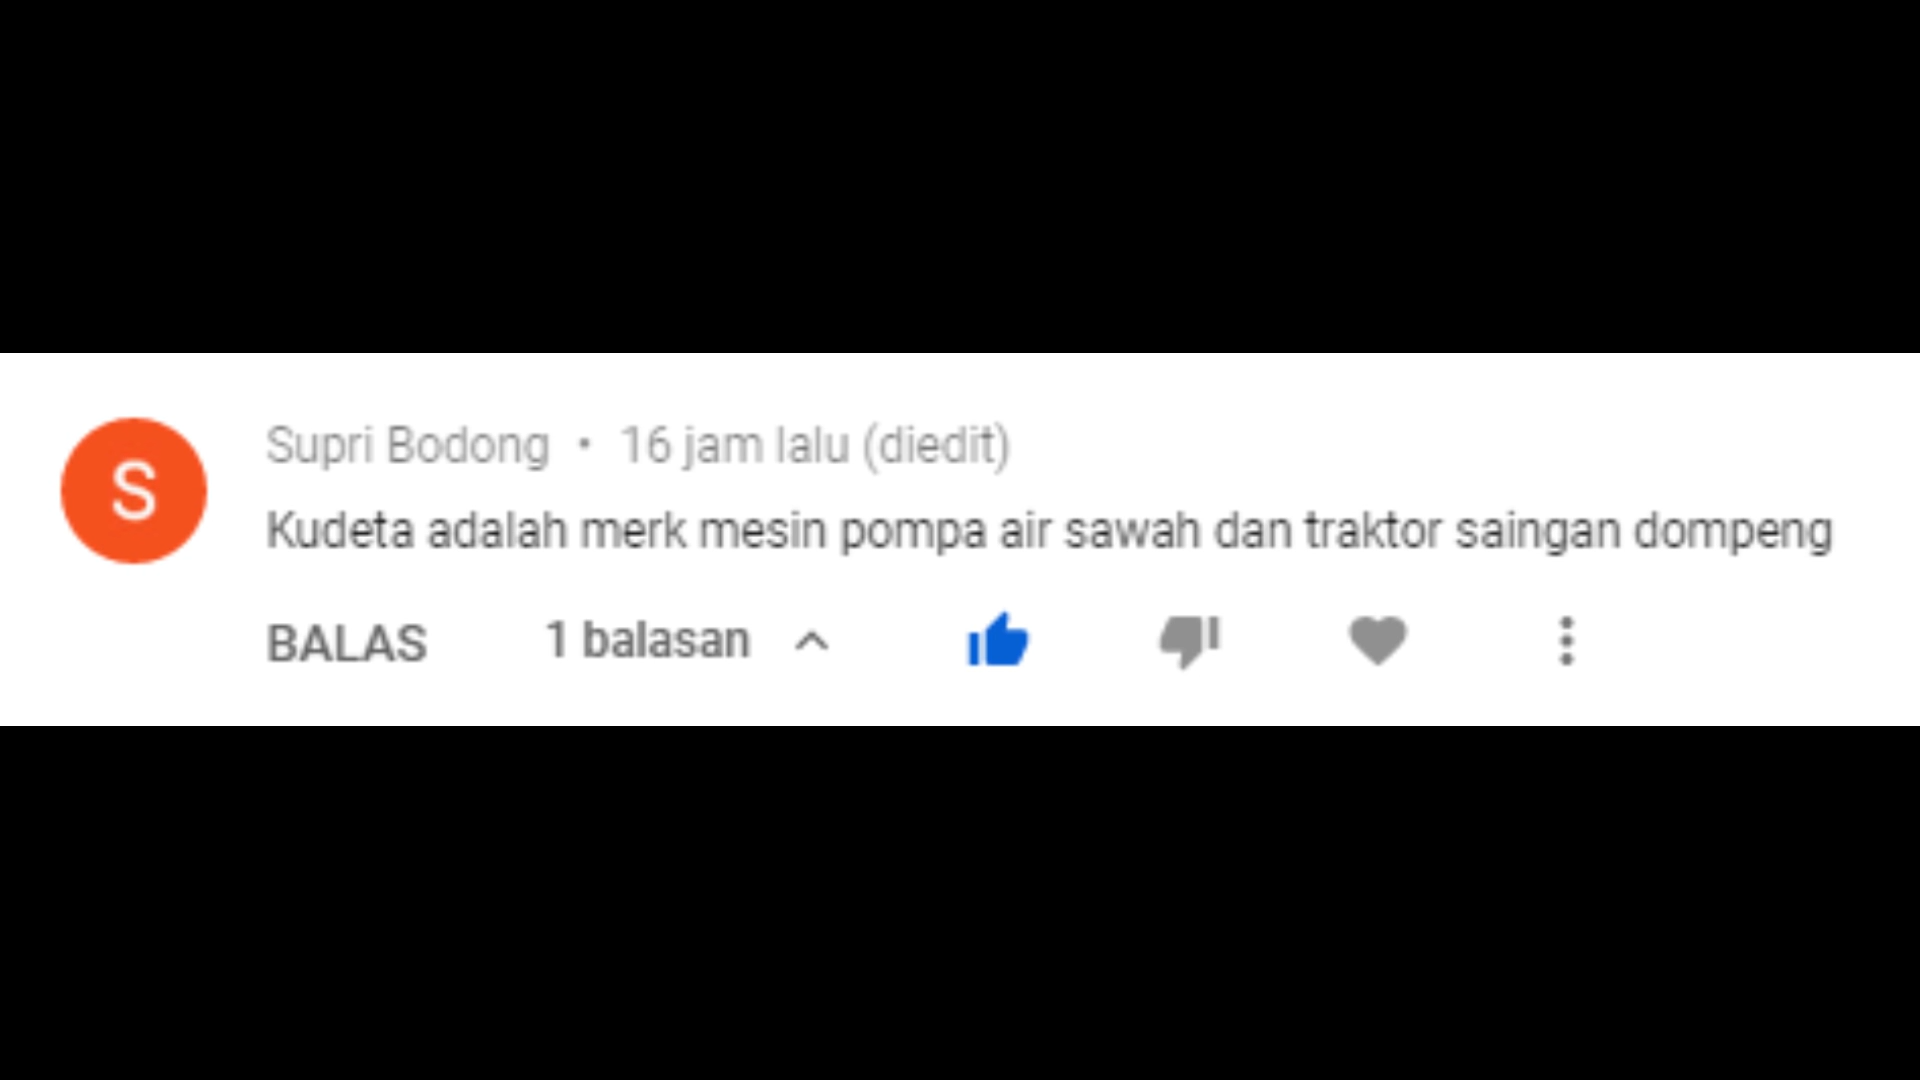 S
Supri Bodong • 16 jam lalu (diedit)
Kudeta adalah merk mesin pompa air sawah dan traktor saingan dompeng
BALAS 1 balasan